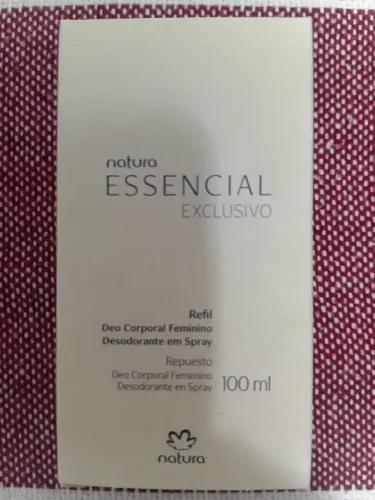 natura
ESSENCIAL
EXCLUSIVO
Refil
Deo Corporal Feminino
Desodorante em Spray
Repuesto
Deo Corporal Femenino
Desodorante en Spray 100 ml
natura